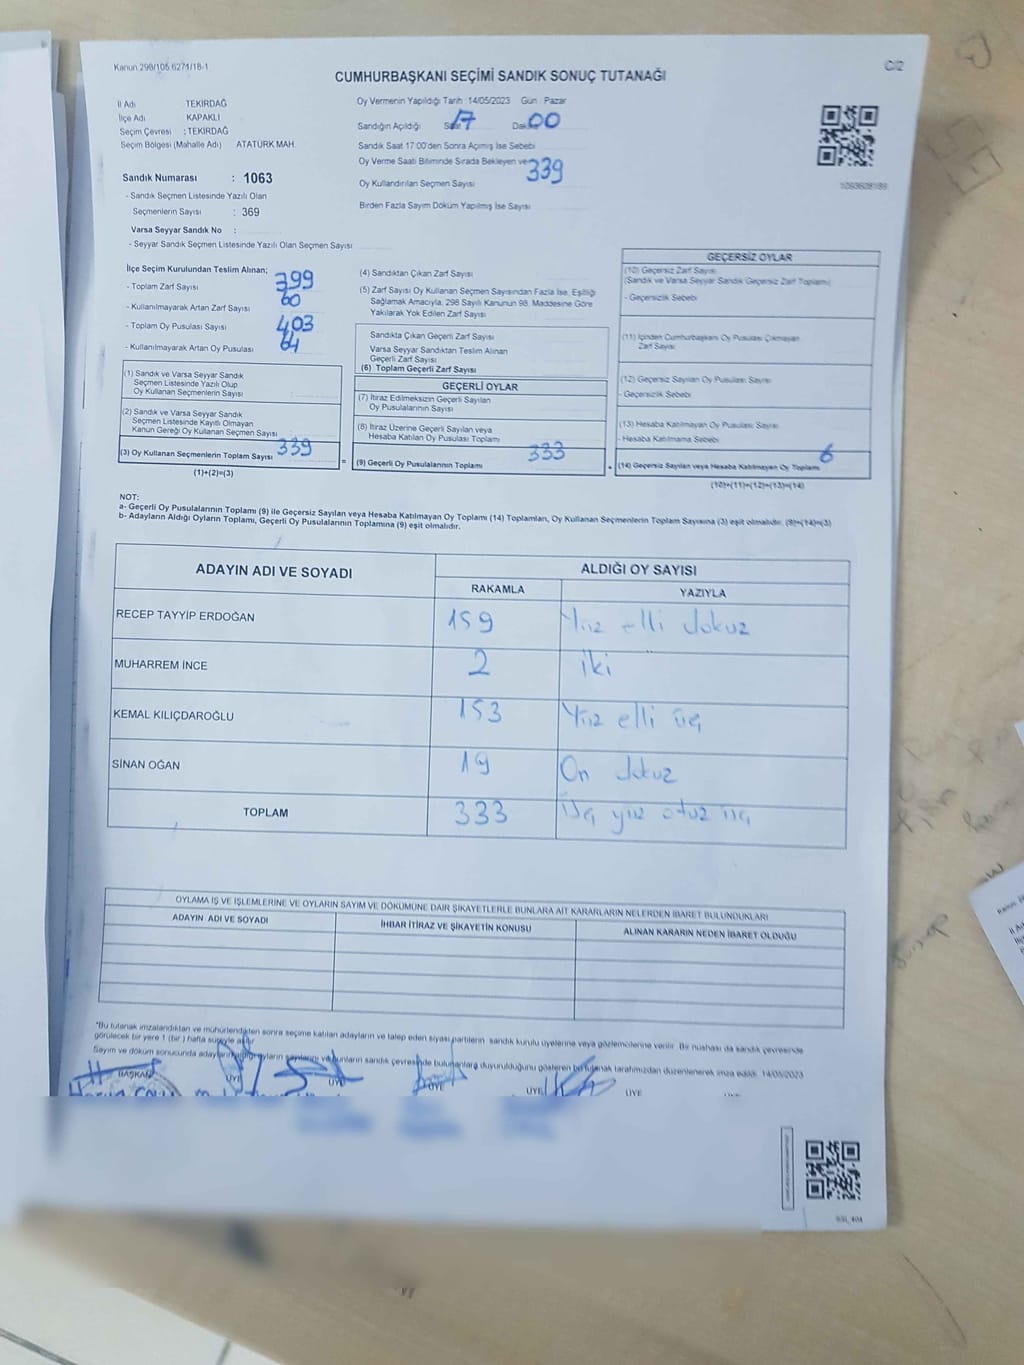 Kanun 298/105 6271/18-1
C/2
CUMHURBAŞKANI SEÇİMİ SANDIK SONUÇ TUTANAĞI
İl Adı TEKİRDAĞ
İlçe Adı KAPAKLI
Seçim Çevresi : TEKİRDAĞ
Seçim Bölgesi (Mahalle Adı) ATATÜRK MAH.
Sandık Numarası : 1063
- Sandık Seçmen Listesinde Yazılı Olan
Seçmenlerin Sayısı : 369
Varsa Seyyar Sandık No :
- Seyyar Sandık Seçmen Listesinde Yazılı Olan Seçmen Sayısı
Oy Vermenin Yapıldığı Tarih :14/05/2023 Gün : Pazar
Sandığın Açıldığı Saat 17 Dakika 00
Sandık Saat 17:00'den Sonra Açılmış İse Sebebi
Oy Verme Saati Bitiminde Sırada Bekleyen ve
Oy Kullandırılan Seçmen Sayısı 339
Birden Fazla Sayım Döküm Yapılmış İse Sayısı
İlçe Seçim Kurulundan Teslim Alınan;
- Toplam Zarf Sayısı 399
- Kullanılmayarak Artan Zarf Sayısı 60
- Toplam Oy Pusulası Sayısı 403
- Kullanılmayarak Artan Oy Pusulası 64
(1) Sandık ve Varsa Seyyar Sandık
Seçmen Listesinde Yazılı Olup
Oy Kullanan Seçmenlerin Sayısı :
(2) Sandık ve Varsa Seyyar Sandık
Seçmen Listesinde Kayıtlı Olmayan
Kanun Gereği Oy Kullanan Seçmen Sayısı
(3) Oy Kullanan Seçmenlerin Toplam Sayısı 339
(1)+(2)=(3)
(4) Sandıktan Çıkan Zarf Sayısı
(5) Zarf Sayısı Oy Kullanan Seçmen Sayısından Fazla İse, Eşitliği
Sağlamak Amacıyla, 298 Sayılı Kanunun 98. Maddesine Göre
Yakılarak Yok Edilen Zarf Sayısı
Sandıkta Çıkan Geçerli Zarf Sayısı
Varsa Seyyar Sandıktan Teslim Alınan
Geçerli Zarf Sayısı
(6) Toplam Geçerli Zarf Sayısı
GEÇERLİ OYLAR
(7) İtiraz Edilmeksizin Geçerli Sayılan
Oy Pusulalarının Sayısı
(8) İtiraz Üzerine Geçerli Sayılan veya
Hesaba Katılan Oy Pusulası Toplamı
= (9) Geçerli Oy Pusulalarının Toplamı 333
GEÇERSİZ OYLAR
(10) Geçersiz Zarf Sayısı
(Sandık ve Varsa Seyyar Sandık Geçersiz Zarf Toplamı)
- Geçersizlik Sebebi
(11) İçinden Cumhurbaşkanı Oy Pusulası Çıkmayan
Zarf Sayısı
(12) Geçersiz Sayılan Oy Pusulası Sayısı
- Geçersizlik Sebebi
(13) Hesaba Katılmayan Oy Pusulası Sayısı
- Hesaba Katılmama Sebebi
+ (14) Geçersiz Sayılan veya Hesaba Katılmayan Oy Toplamı 6
(10)+(11)+(12)+(13)=(14)
NOT:
a- Geçerli Oy Pusulalarının Toplamı (9) ile Geçersiz Sayılan veya Hesaba Katılmayan Oy Toplamı (14) Toplamları, Oy Kullanan Seçmenlerin Toplam Sayısına (3) eşit olmalıdır. (9)+(14)=(3)
b- Adayların Aldığı Oyların Toplamı, Geçerli Oy Pusulalarının Toplamına (9) eşit olmalıdır.
ADAYIN ADI VE SOYADI
ALDIĞI OY SAYISI
RAKAMLA YAZIYLA
RECEP TAYYİP ERDOĞAN 159 Yüz elli dokuz
MUHARREM İNCE 2 iki
KEMAL KILIÇDAROĞLU 153 Yüz elli üç
SİNAN OĞAN 19 On dokuz
TOPLAM 333 üç yüz otuz üç
OYLAMA İŞ VE İŞLEMLERİNE VE OYLARIN SAYIM VE DÖKÜMÜNE DAİR ŞİKAYETLERLE BUNLARA AİT KARARLARIN NELERDEN İBARET BULUNDUKLARI
ADAYIN ADI VE SOYADI İHBAR İTİRAZ VE ŞİKAYETİN KONUSU ALINAN KARARIN NEDEN İBARET OLDUĞU
*Bu tutanak imzalandıktan ve mühürlendikten sonra seçime katılan adayların ve talep eden siyasi partilerin sandık kurulu üyelerine veya gözlemcilerine verilir. Bir nüshası da sandık çevresinde
görülecek bir yere 1 (bir ) hafta süreyle asılır.
Sayım ve döküm sonucunda adayların aldığı oyların sayılarını ve bunların sandık çevresinde bulunanlara duyurulduğunu gösteren bu tutanak tarafımızdan düzenlenerek imza edildi. 14/05/2023
BAŞKAN ÜYE ÜYE ÜYE ÜYE ÜYE